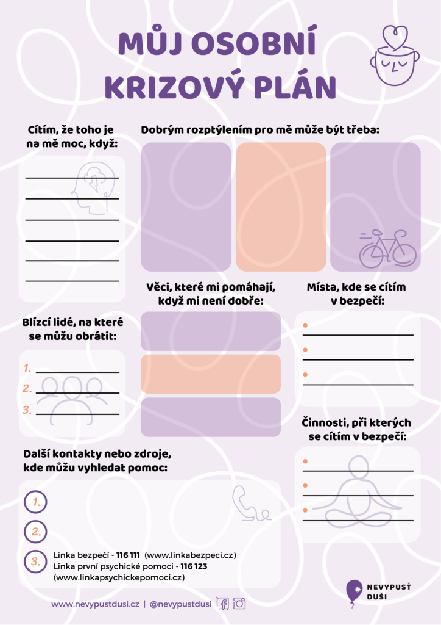 MŮJ OSOBNÍ
KRIZOVÝ PLÁN
Cítím, že toho je
na mě moc, když:
Dobrým rozptýlením pro mě může být třeba:
Věci, které mi pomáhají,
když mi není dobře:
Místa, kde se cítím
v bezpečí:
Blízcí lidé, na které
se můžu obrátit:
1.
2.
3.
Činnosti, při kterých
se cítím v bezpečí:
Další kontakty nebo zdroje,
kde můžu vyhledat pomoc:
1.
2.
3.
Linka bezpečí - 116 111 (www.linkabezpeci.cz)
Linka první psychické pomoci - 116 123
(www.linkapsychickepomoci.cz)
www.nevypustdusi.cz | @nevypustdusi
NEVYPUSŤ
DUŠI